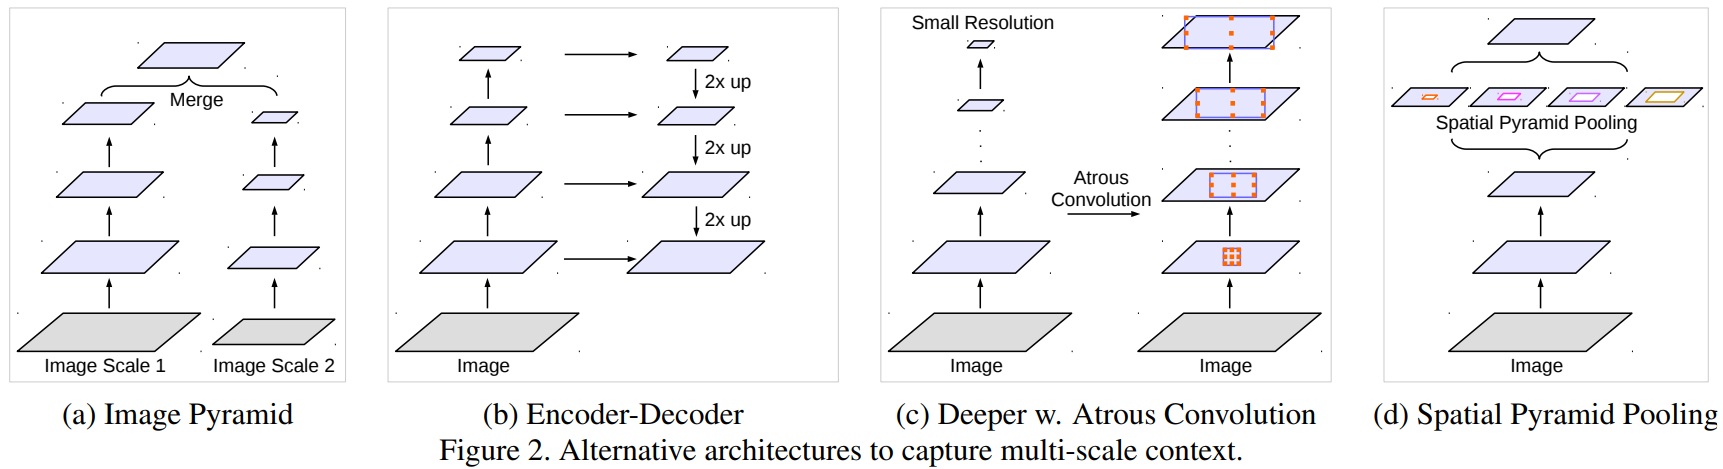 Merge
Image Scale 1
Image Scale 2
(a) Image Pyramid
2x up
2x up
2x up
Image
(b) Encoder-Decoder
Small Resolution
Atrous
Convolution
Image
Image
(c) Deeper w. Atrous Convolution
Spatial Pyramid Pooling
Image
(d) Spatial Pyramid Pooling
Figure 2. Alternative architectures to capture multi-scale context.